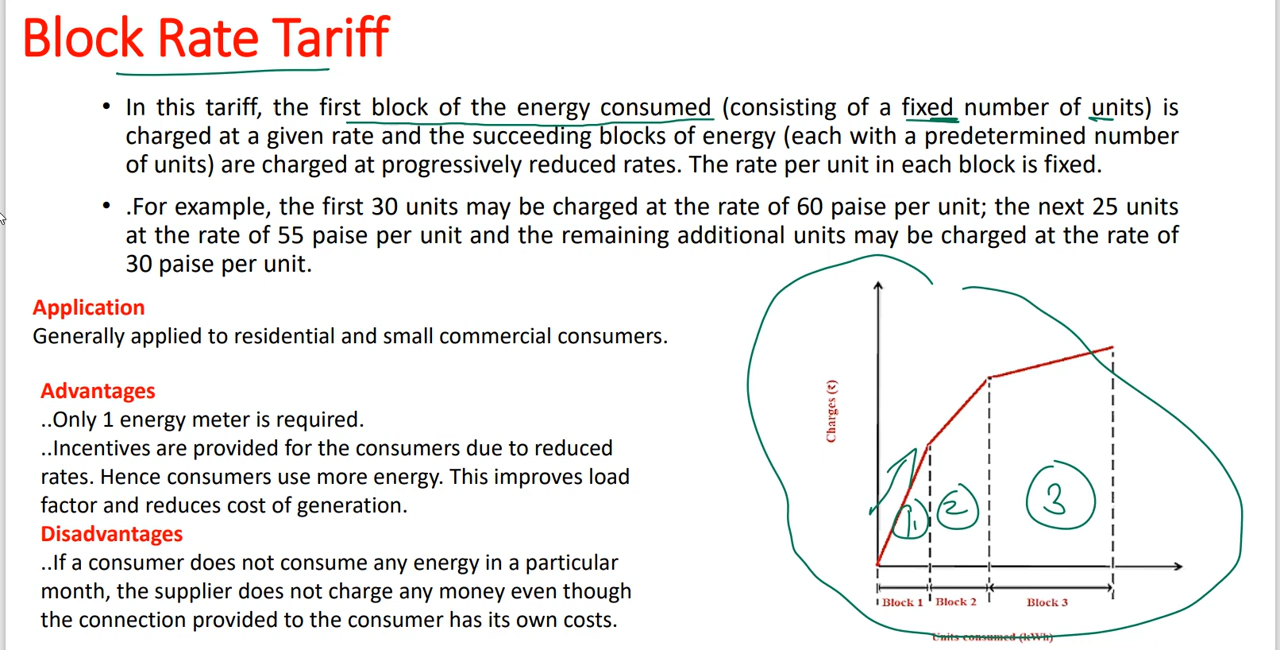 Block Rate Tariff
• In this tariff, the first block of the energy consumed (consisting of a fixed number of units) is
charged at a given rate and the succeeding blocks of energy (each with a predetermined number
of units) are charged at progressively reduced rates. The rate per unit in each block is fixed.
• .For example, the first 30 units may be charged at the rate of 60 paise per unit; the next 25 units
at the rate of 55 paise per unit and the remaining additional units may be charged at the rate of
30 paise per unit.
Application
Generally applied to residential and small commercial consumers.
Advantages
..Only 1 energy meter is required.
..Incentives are provided for the consumers due to reduced
rates. Hence consumers use more energy. This improves load
factor and reduces cost of generation.
Disadvantages
..If a consumer does not consume any energy in a particular
month, the supplier does not charge any money even though
the connection provided to the consumer has its own costs.
Charges (₹)
1
2
3
Block 1
Block 2
Block 3
Units consumed (kWh)